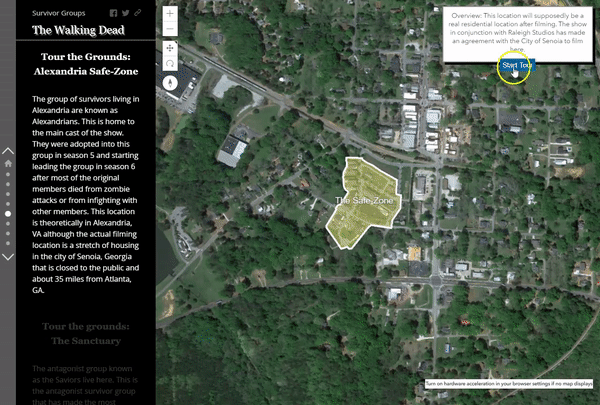 Survivor Groups
The Walking Dead
Tour the Grounds:
Alexandria Safe-Zone
The group of survivors living in
Alexandria are known as
Alexandrians. This is home to
the main cast of the show.
They were adopted into this
group in season 5 and starting
leading the group in season 6
after most of the original
members died from zombie
attacks or from infighting with
other members. This location
is theoretically in Alexandria,
VA although the actual filming
location is a stretch of housing
in the city of Senoia, Georgia
that is closed to the public and
about 35 miles from Atlanta,
GA.
Tour the grounds:
The Sanctuary
The antagonist group known
as the Saviors live here. This is
the antagonist survivor group
that has made the most
The Safe-Zone
Overview: This location will supposedly be a
real residential location after filming. The show
in conjunction with Raleigh Studios has made
an agreement with the City of Senoia to film
here.
Start Tour
Turn on hardware acceleration in your browser settings if no map displays